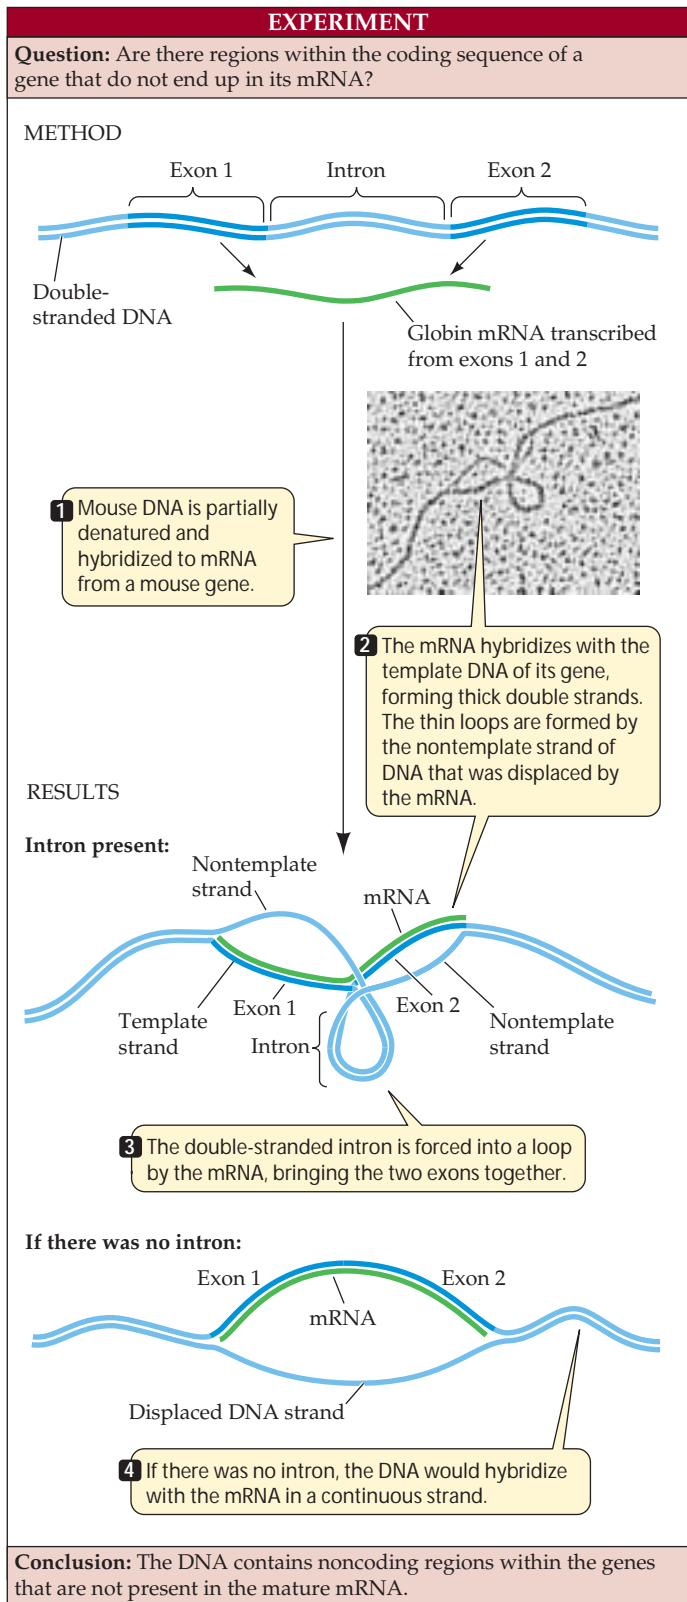 EXPERIMENT
Question: Are there regions within the coding sequence of a
gene that do not end up in its mRNA?
METHOD
Exon 1
Intron
Exon 2
Double-
stranded DNA
Globin mRNA transcribed
from exons 1 and 2
1 Mouse DNA is partially
denatured and
hybridized to mRNA
from a mouse gene.
2 The mRNA hybridizes with the
template DNA of its gene,
forming thick double strands.
The thin loops are formed by
the nontemplate strand of
DNA that was displaced by
the mRNA.
RESULTS
Intron present:
Nontemplate
strand
mRNA
Exon 1
Exon 2
Template
strand
Nontemplate
strand
Intron
3 The double-stranded intron is forced into a loop
by the mRNA, bringing the two exons together.
If there was no intron:
Exon 1
Exon 2
mRNA
Displaced DNA strand
4 If there was no intron, the DNA would hybridize
with the mRNA in a continuous strand.
Conclusion: The DNA contains noncoding regions within the genes
that are not present in the mature mRNA.